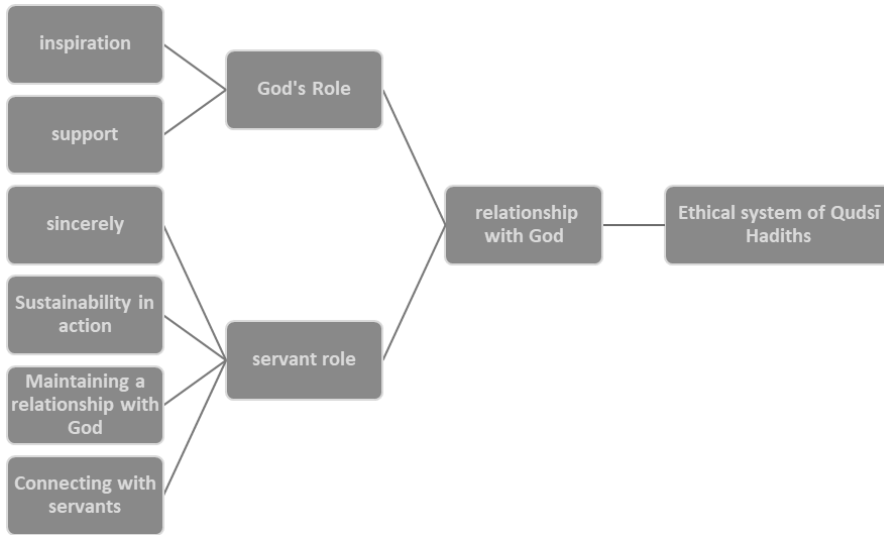 inspiration
God's Role
support
sincerely
relationship
with God
Ethical system of Qudsī
Hadiths
Sustainability in
action
servant role
Maintaining a
relationship with
God
Connecting with
servants